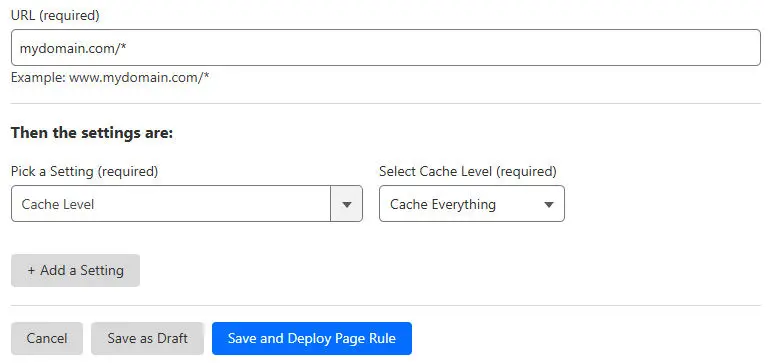 URL (required)
mydomain.com/*
Example: www.mydomain.com/*
Then the settings are:
Pick a Setting (required) Select Cache Level (required)
Cache Level Cache Everything
+ Add a Setting
Cancel Save as Draft Save and Deploy Page Rule